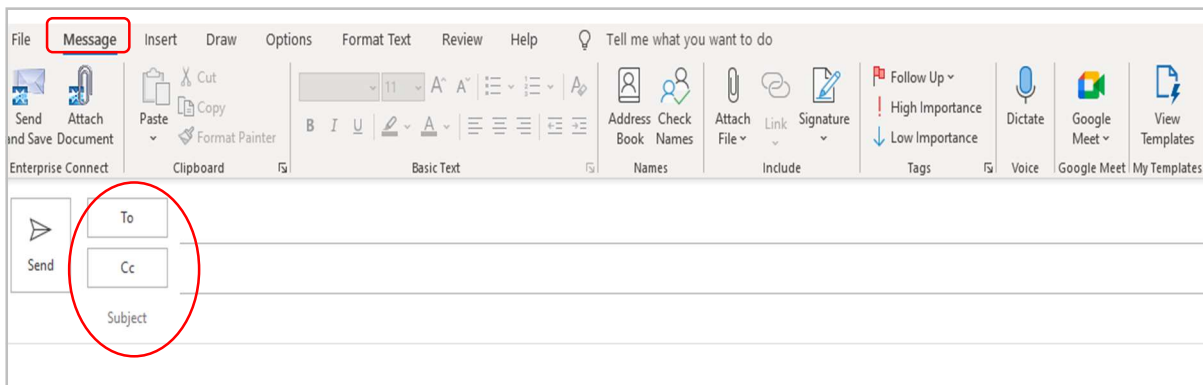 File Message Insert Draw Options Format Text Review Help Tell me what you want to do
Cut
Copy
Format Painter
Send
and Save
Attach
Document
Paste
11
B I U A
Address
Book
Check
Names
Attach
File
Link
Signature
Follow Up
High Importance
Low Importance
Dictate
Google
Meet
View
Templates
Enterprise Connect Clipboard Basic Text Names Include Tags Voice Google Meet My Templates
To
Send
Cc
Subject